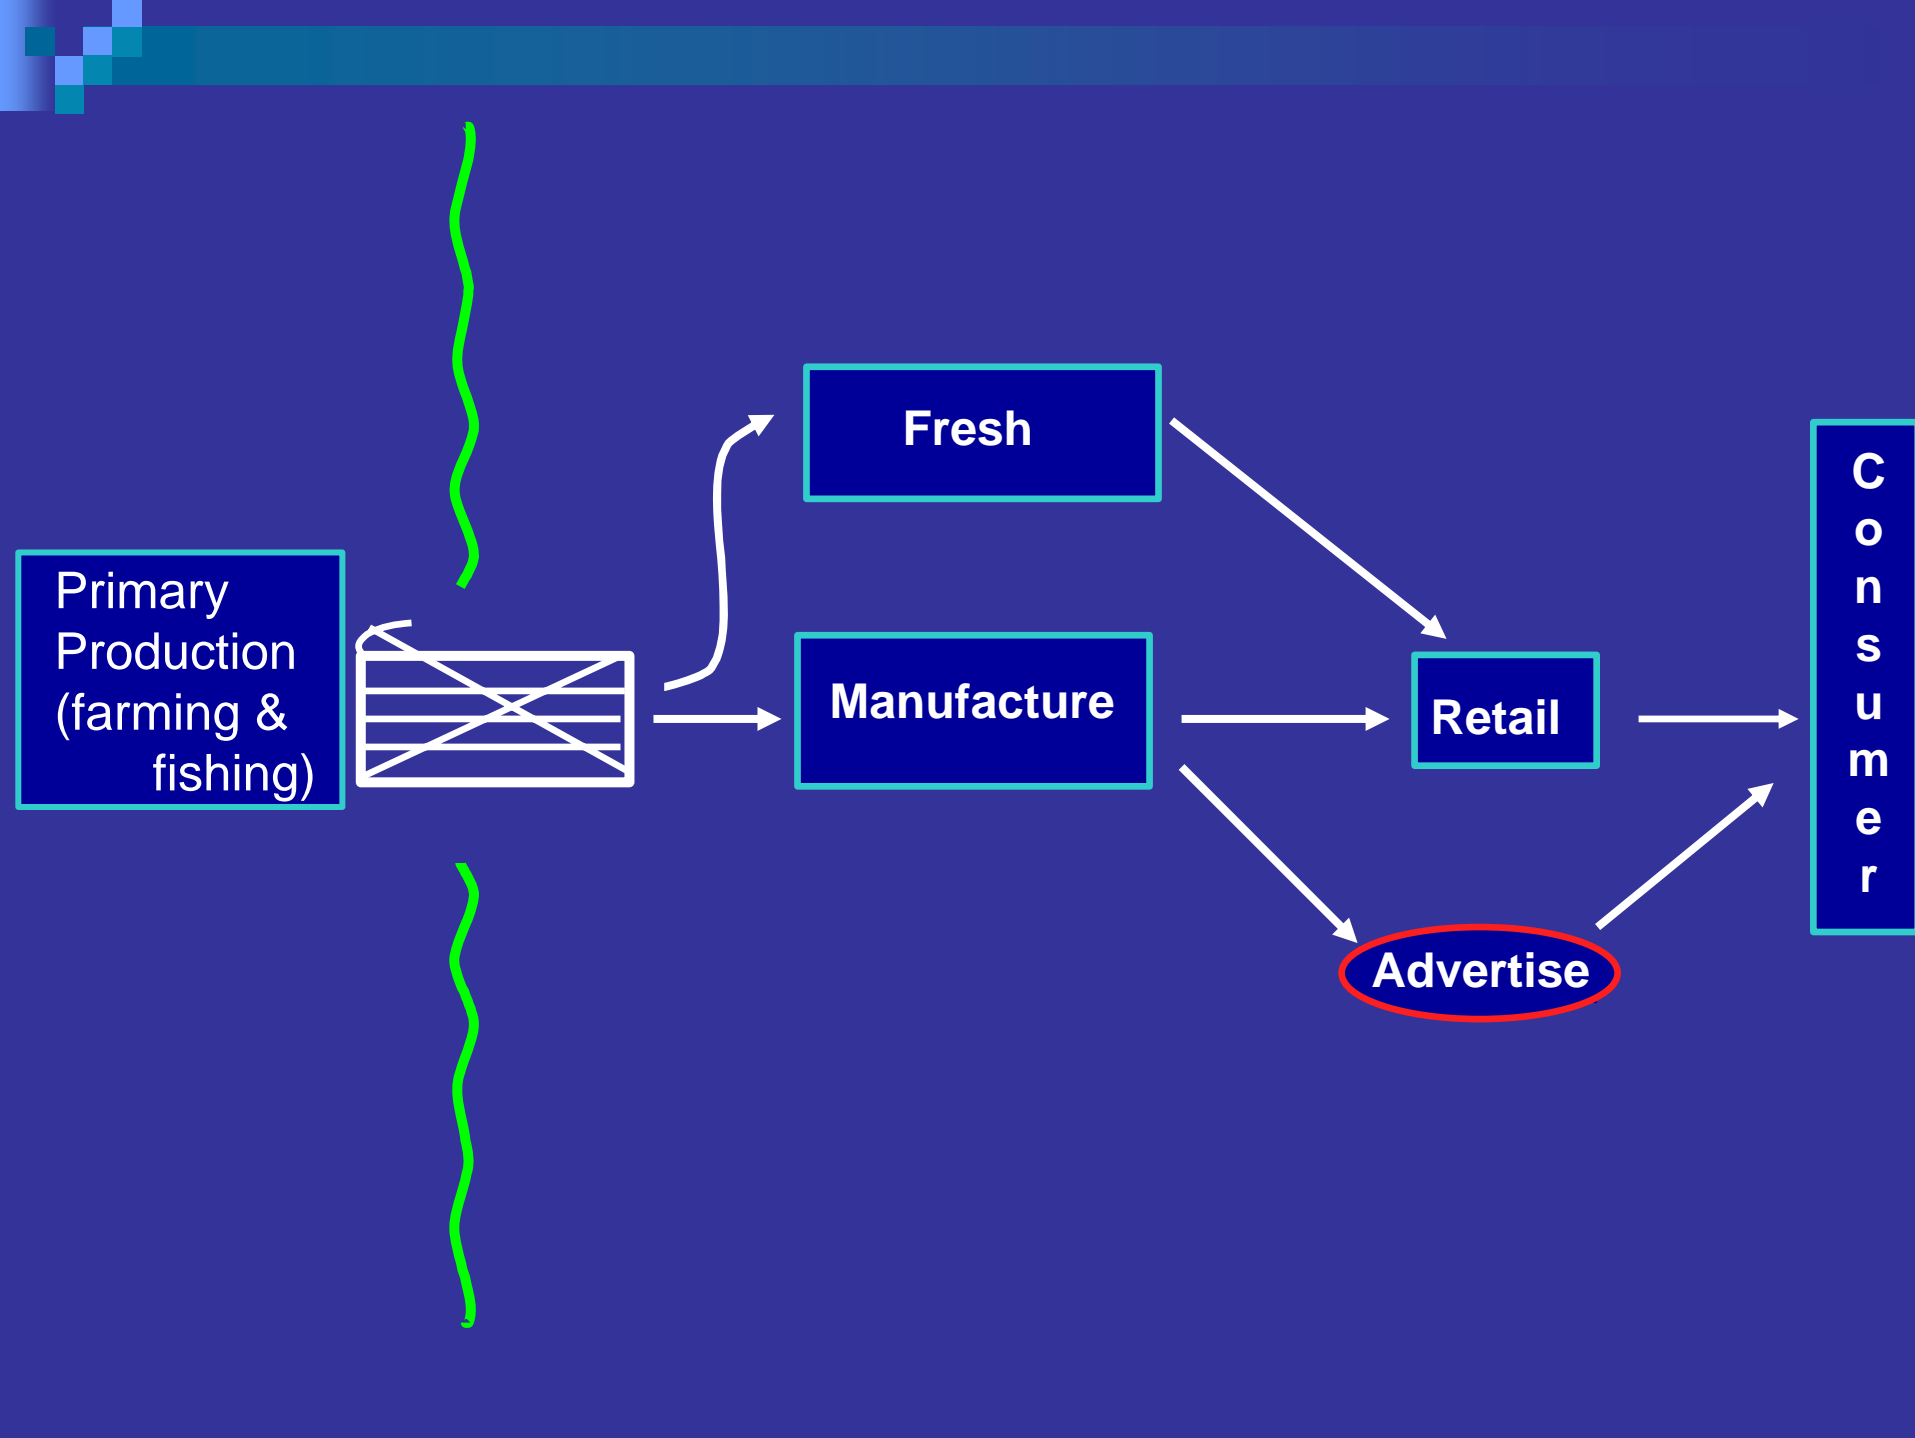 Primary
Production
(farming &
fishing)
Fresh
Manufacture
Retail
Advertise
C
o
n
s
u
m
e
r